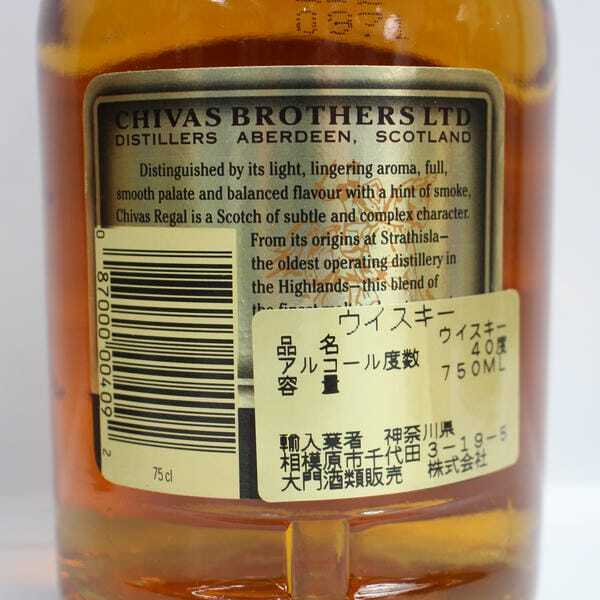 CHIVAS BROTHERS LTD
DISTILLERS ABERDEEN, SCOTLAND
Distinguished by its light, lingering aroma, full,
smooth palate and balanced flavour with a hint of smoke,
Chivas Regal is a Scotch of subtle and complex character.
From its origins at Strathisla—
the oldest operating distillery in
the Highlands—this blend of
0 87000 00409 2
75 cl
ウイスキー
品 名 ウイスキー
アルコール度数 40度
容 量 750ML
輸入業者 神奈川県
相模原市千代田3-19-5
大門酒類販売 株式会社